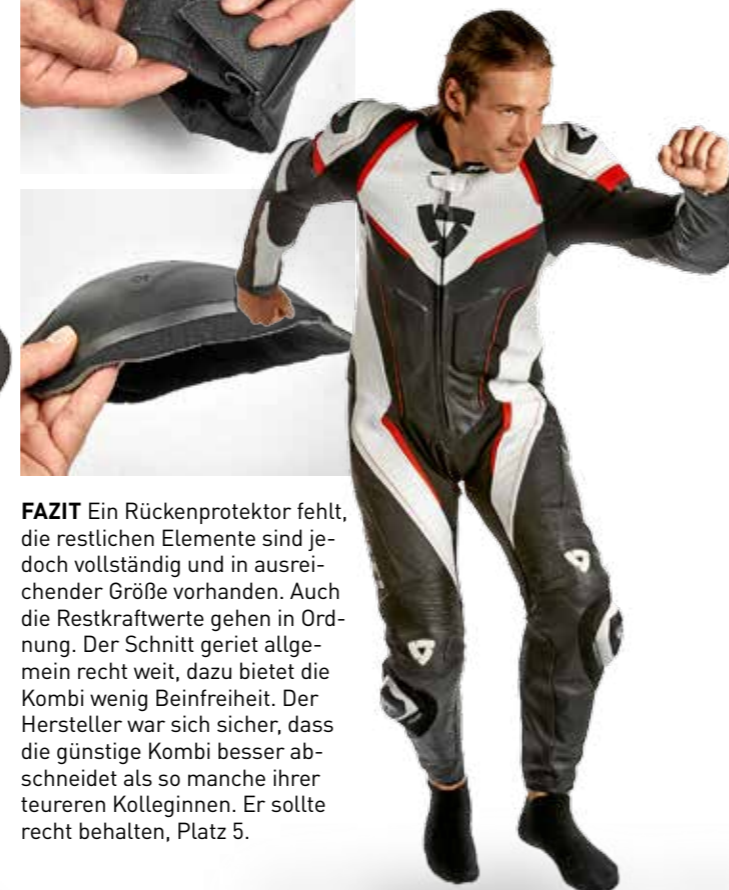 FAZIT Ein Rückenprotektor fehlt,
die restlichen Elemente sind je-
doch vollständig und in ausrei-
chender Größe vorhanden. Auch
die Restkraftwerte gehen in Ord-
nung. Der Schnitt geriet allge-
mein recht weit, dazu bietet die
Kombi wenig Beinfreiheit. Der
Hersteller war sich sicher, dass
die günstige Kombi besser ab-
schneidet als so manche ihrer
teureren Kolleginnen. Er sollte
recht behalten, Platz 5.